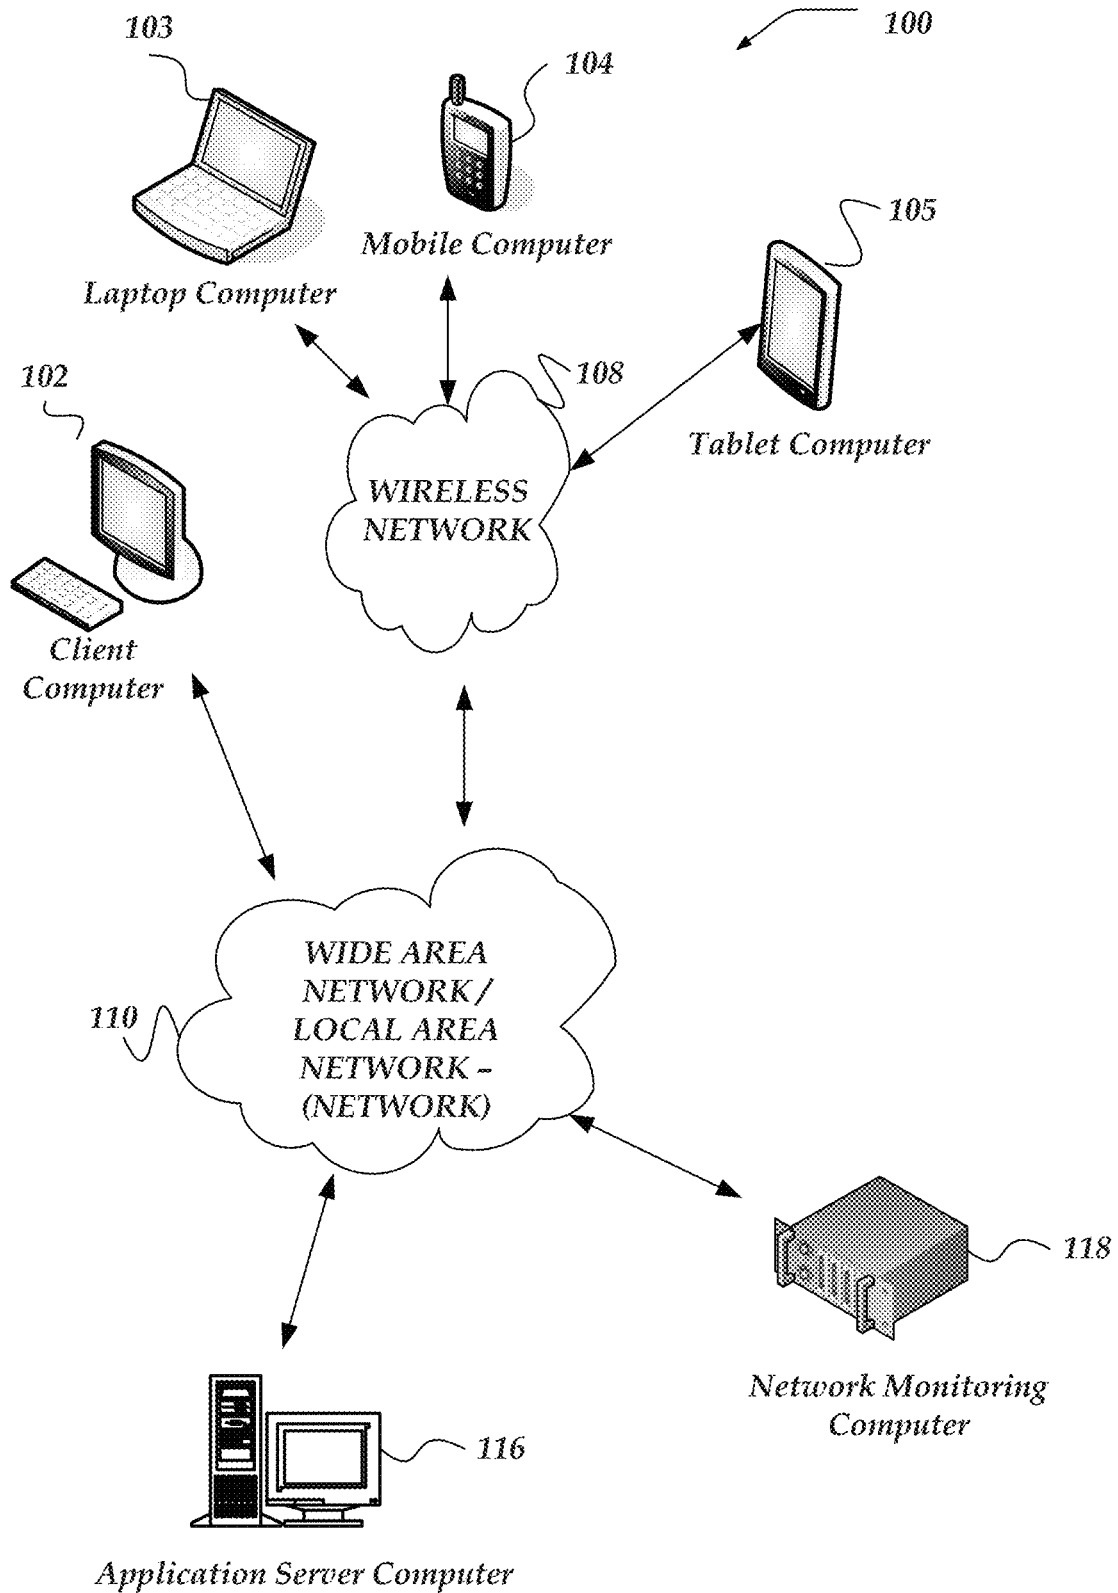 103
100
104
105
Mobile Computer
Laptop Computer
102
108
Tablet Computer
WIRELESS
NETWORK
Client
Computer
WIDE AREA
NETWORK /
LOCAL AREA
NETWORK –
(NETWORK)
110
118
Network Monitoring
Computer
116
Application Server Computer